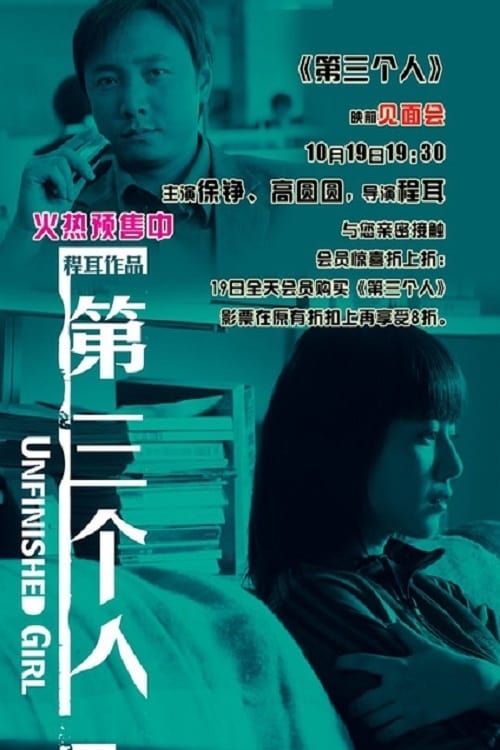 《第三个人》
映前见面会
10月19日19:30
主演徐铮、高圆圆，导演程耳
与您亲密接触
会员惊喜折上折：
19日全天会员购买《第三个人》
影票在原有折扣上再享受8折。
火热预售中
程耳作品
第三个人
UNFINISHED GIRL